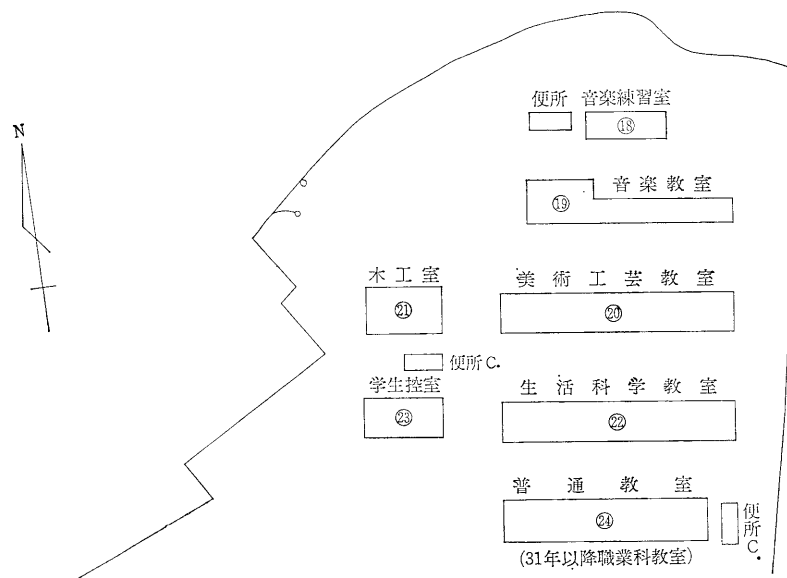 便所 音楽練習室
⑱
N
音楽教室
⑲
木工室 美術工芸教室
㉑ ⑳
便所C.
学生控室 生活科学教室
㉓ ㉒
普通教室
㉔
便所C.
(31年以降職業科教室)